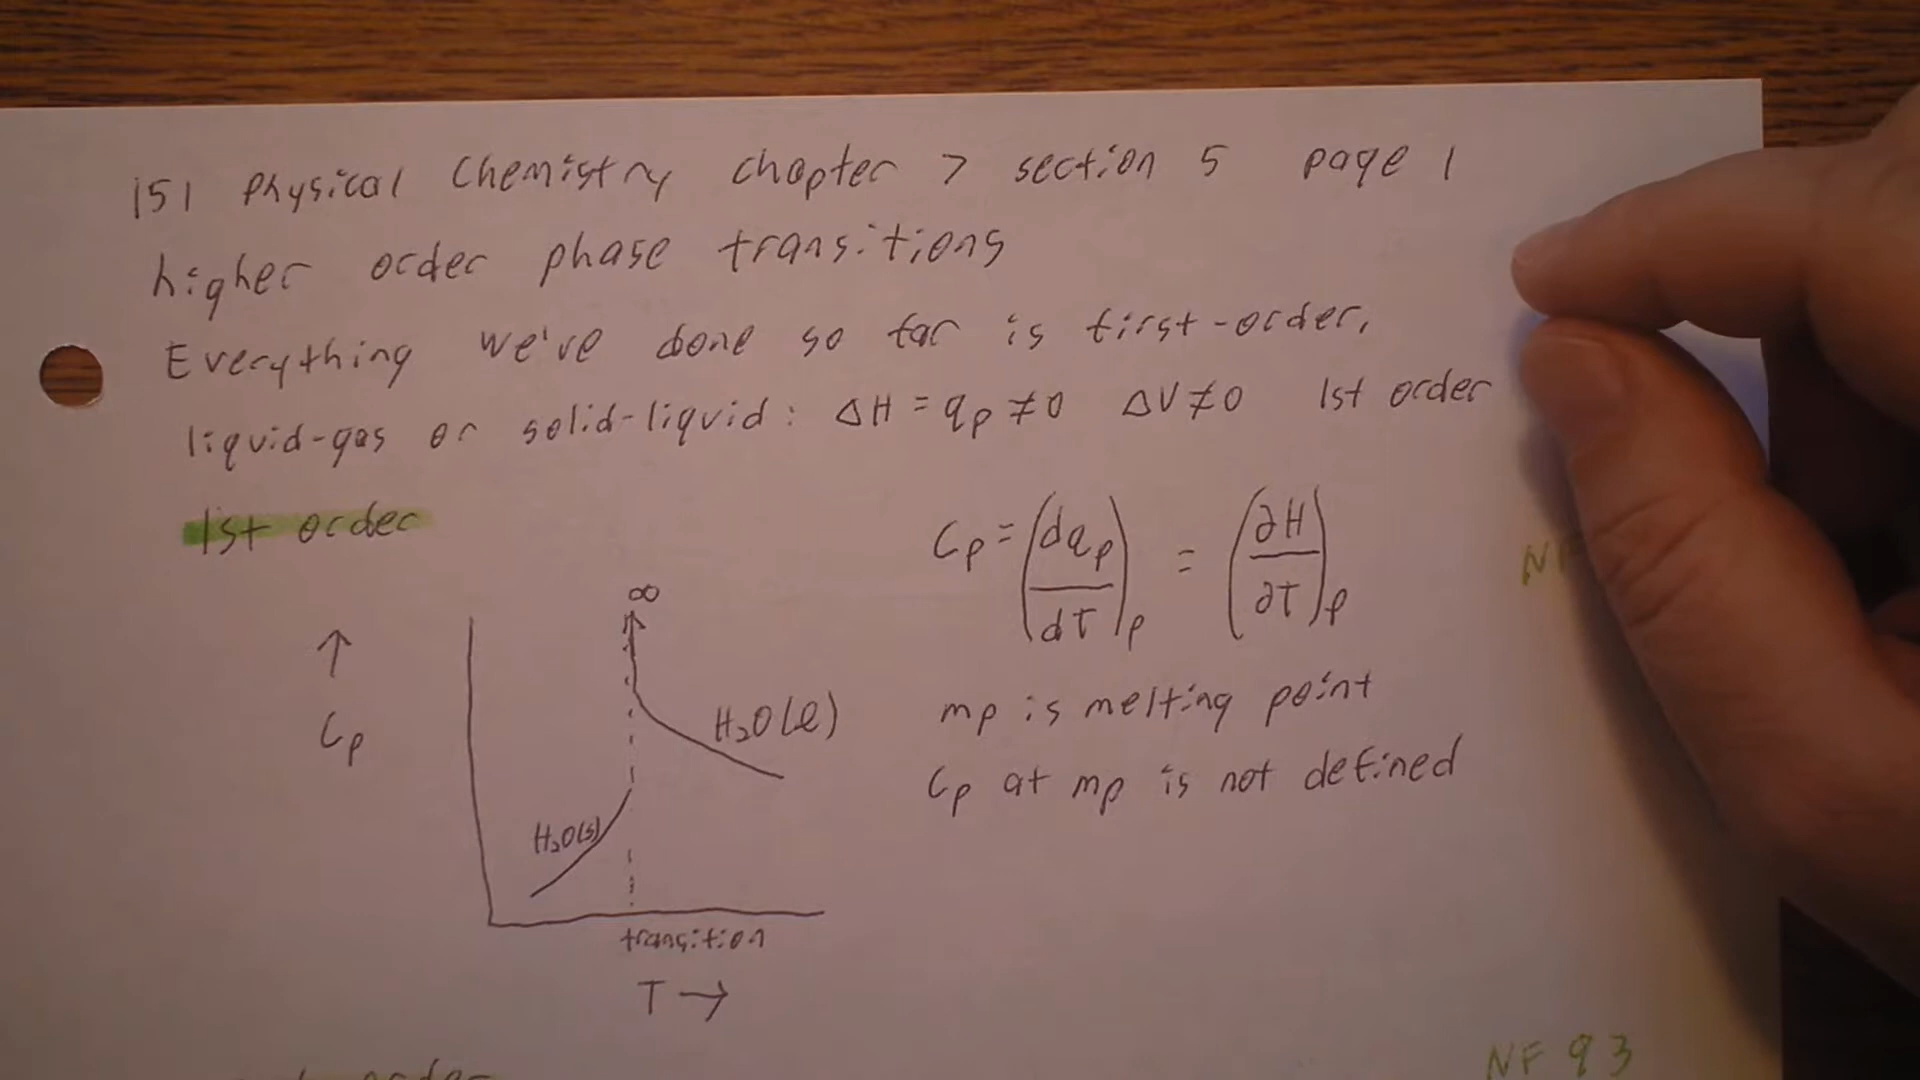 151 Physical Chemistry chapter 7 section 5 page 1
higher order phase transitions
Everything we've done so far is first-order,
liquid-gas or solid-liquid: ΔH = qp ≠ 0 ΔV ≠ 0 1st order
1st order
Cp = (dqp/dT)p = (∂H/∂T)p
NF
∞
↑
Cp
H2O(l)
H2O(s)
mp is melting point
Cp at mp is not defined
transition
T →
order
NF 93